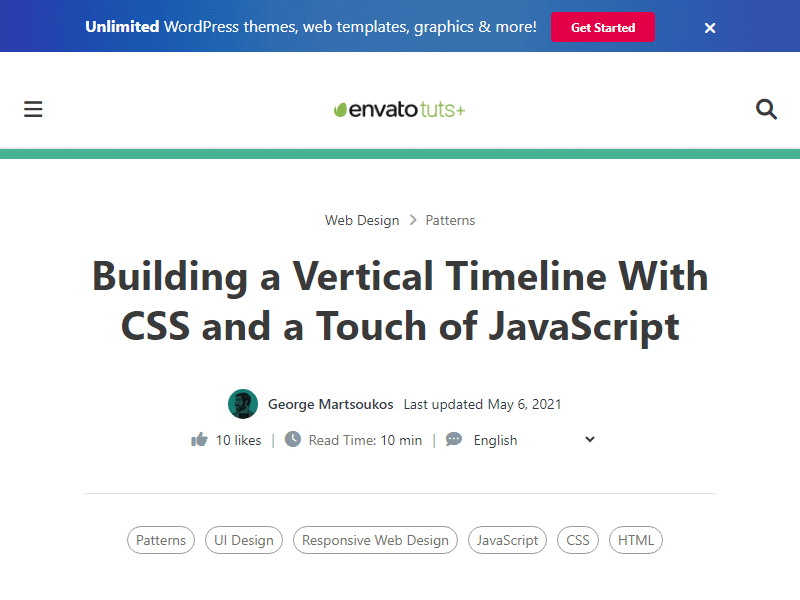 Unlimited WordPress themes, web templates, graphics & more! Get Started
envatotuts+
Web Design Patterns
Building a Vertical Timeline With
CSS and a Touch of JavaScript
George Martsoukos Last updated May 6, 2021
10 likes | Read Time: 10 min | English
Patterns UI Design Responsive Web Design JavaScript CSS HTML